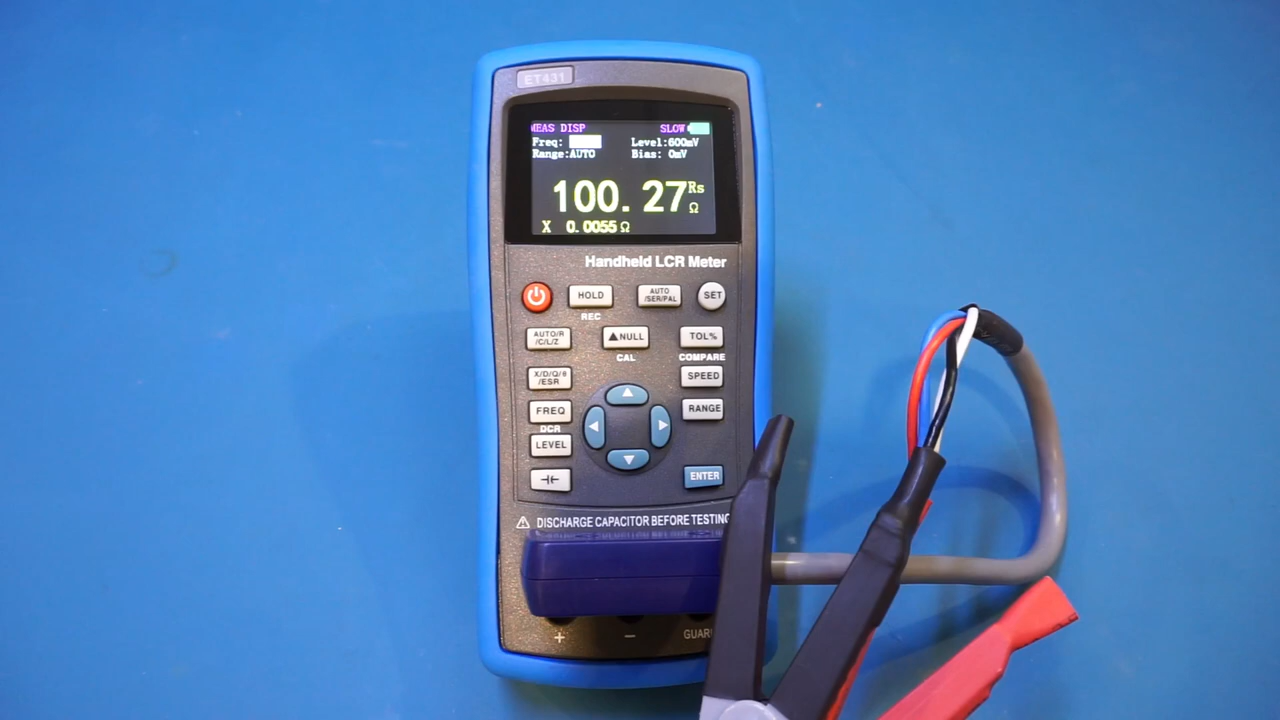 ET431
MEAS DISP SLOW
Freq: Level:600mV
Range:AUTO Bias: 0mV
100.27 Rs Ω
X 0.0055 Ω
Handheld LCR Meter
HOLD AUTO /SER/PAL SET
REC
AUTO/R /C/L/Z ▲NULL TOL%
CAL COMPARE
X/D/Q/θ /ESR SPEED
FREQ RANGE
DCR
LEVEL
ENTER
DISCHARGE CAPACITOR BEFORE TESTING
+ −